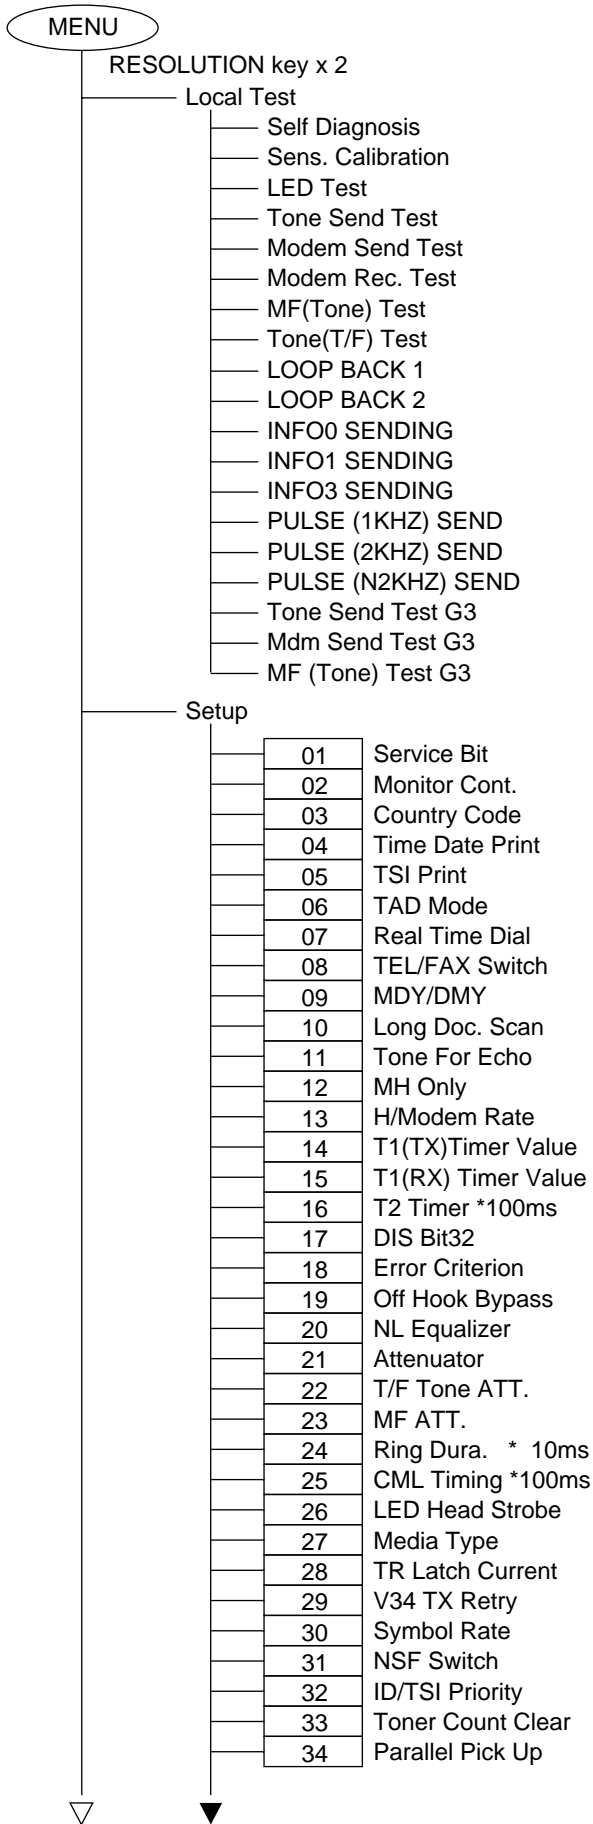 MENU
RESOLUTION key x 2
Local Test
Self Diagnosis
Sens. Calibration
LED Test
Tone Send Test
Modem Send Test
Modem Rec. Test
MF(Tone) Test
Tone(T/F) Test
LOOP BACK 1
LOOP BACK 2
INFO0 SENDING
INFO1 SENDING
INFO3 SENDING
PULSE (1KHZ) SEND
PULSE (2KHZ) SEND
PULSE (N2KHZ) SEND
Tone Send Test G3
Mdm Send Test G3
MF (Tone) Test G3
Setup
01 Service Bit
02 Monitor Cont.
03 Country Code
04 Time Date Print
05 TSI Print
06 TAD Mode
07 Real Time Dial
08 TEL/FAX Switch
09 MDY/DMY
10 Long Doc. Scan
11 Tone For Echo
12 MH Only
13 H/Modem Rate
14 T1(TX)Timer Value
15 T1(RX) Timer Value
16 T2 Timer *100ms
17 DIS Bit32
18 Error Criterion
19 Off Hook Bypass
20 NL Equalizer
21 Attenuator
22 T/F Tone ATT.
23 MF ATT.
24 Ring Dura. * 10ms
25 CML Timing *100ms
26 LED Head Strobe
27 Media Type
28 TR Latch Current
29 V34 TX Retry
30 Symbol Rate
31 NSF Switch
32 ID/TSI Priority
33 Toner Count Clear
34 Parallel Pick Up